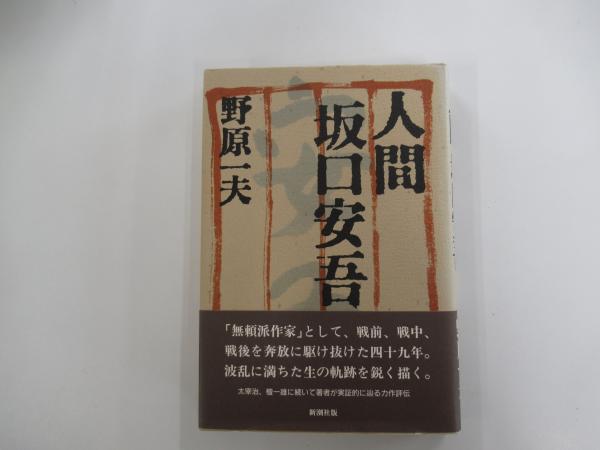 人間
坂口安吾
野原一夫
「無頼派作家」として、戦前、戦中、
戦後を奔放に駆け抜けた四十九年。
波乱に満ちた生の軌跡を鋭く描く。
太宰治、檀一雄に続いて著者が実証的に辿る力作評伝
新潮社版